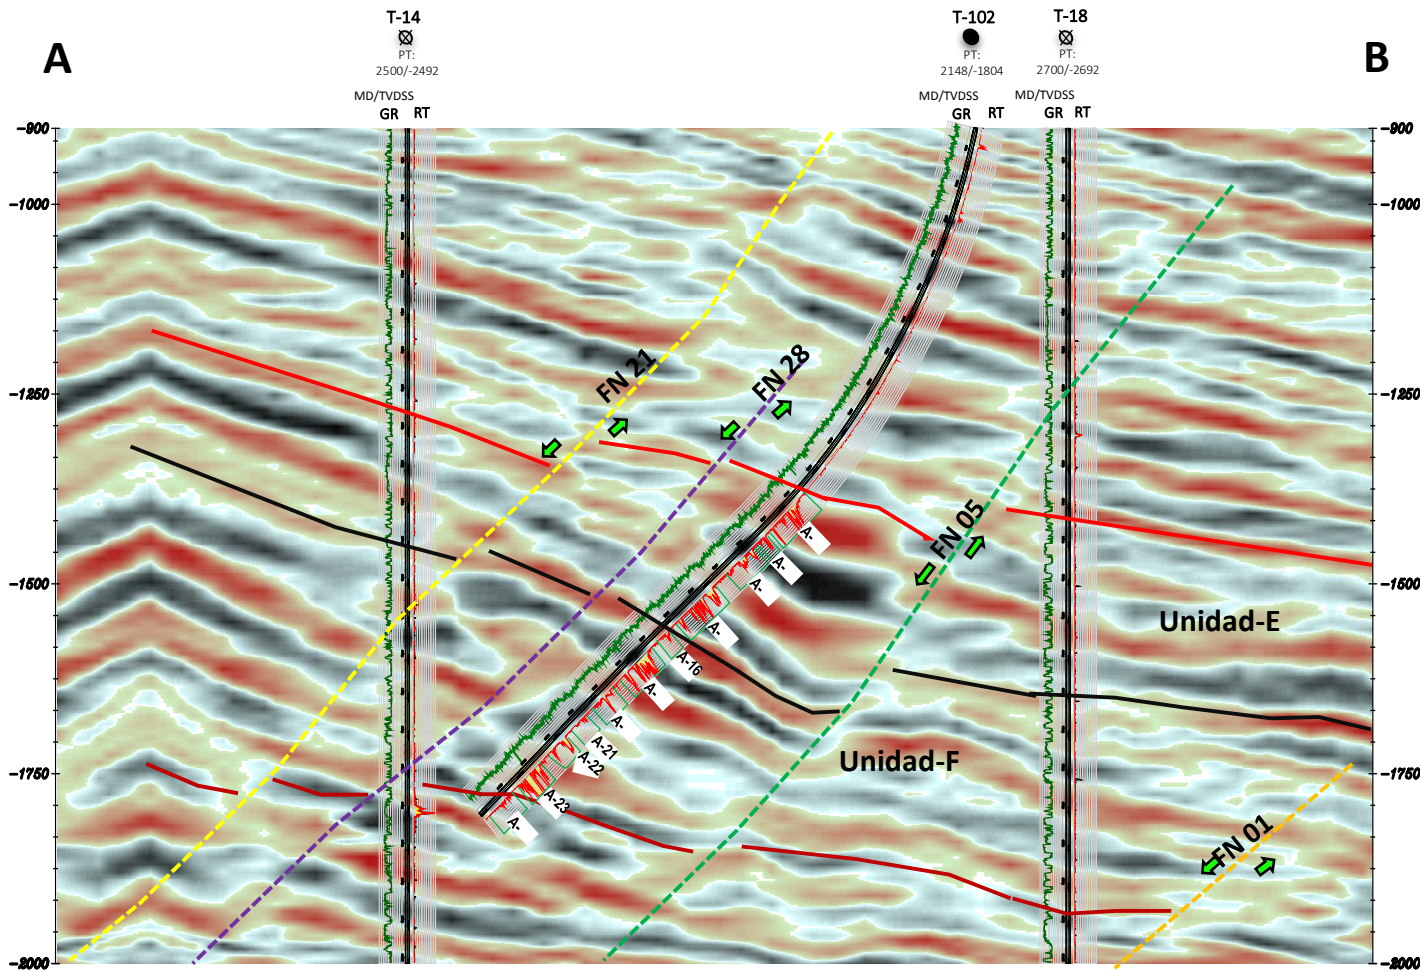 A
T-14
PT:
2500/-2492
MD/TVDSS
GR RT
T-102
PT:
2148/-1804
MD/TVDSS
GR RT
T-18
PT:
2700/-2692
MD/TVDSS
GR RT
B
-900
-1000
-1250
-1500
-1750
-2000
-900
-1000
-1250
-1500
-1750
-2000
FN 21
FN 28
FN 05
FN 01
Unidad-E
Unidad-F
A-
A-
A-
A-
A-16
A-
A-
A-21
A-22
A-23
A-